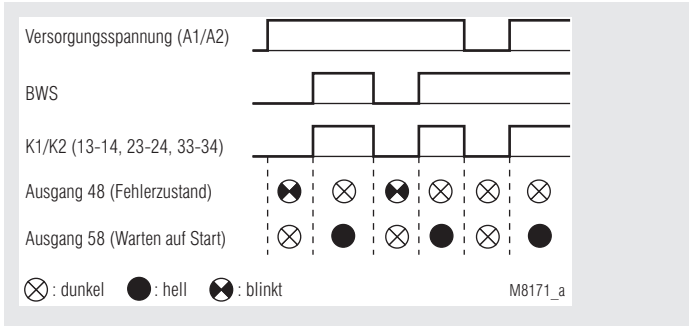 Versorgungsspannung (A1/A2)
BWS
K1/K2 (13-14, 23-24, 33-34)
Ausgang 48 (Fehlerzustand)
Ausgang 58 (Warten auf Start)
: dunkel : hell : blinkt M8171_a